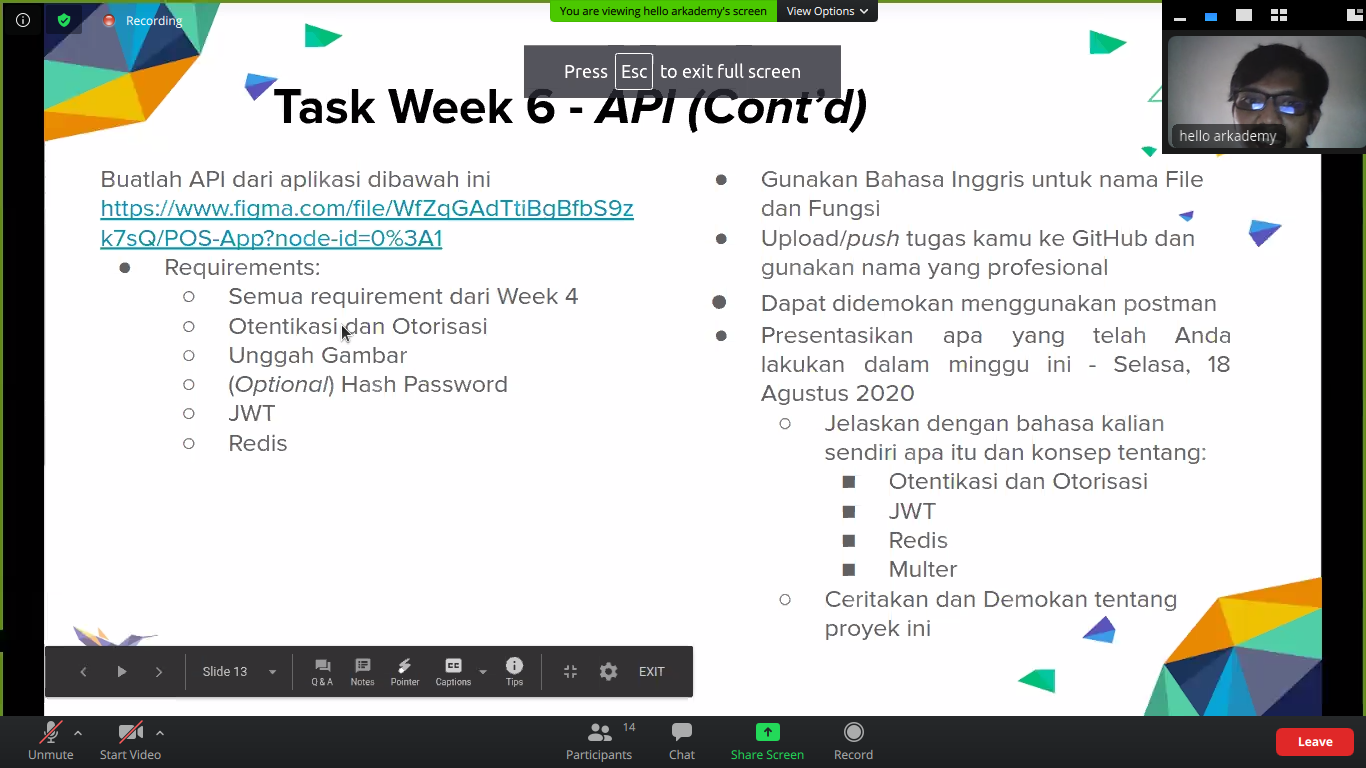 Recording
You are viewing hello arkademy's screen
View Options
Press Esc to exit full screen
hello arkademy
Task Week 6 - API (Cont'd)
Buatlah API dari aplikasi dibawah ini
https://www.figma.com/file/WfZqGAdTtiBgBfbS9z
k7sQ/POS-App?node-id=0%3A1
● Requirements:
○ Semua requirement dari Week 4
○ Otentikasi dan Otorisasi
○ Unggah Gambar
○ (Optional) Hash Password
○ JWT
○ Redis
● Gunakan Bahasa Inggris untuk nama File
dan Fungsi
● Upload/push tugas kamu ke GitHub dan
gunakan nama yang profesional
● Dapat didemokan menggunakan postman
● Presentasikan apa yang telah Anda
lakukan dalam minggu ini - Selasa, 18
Agustus 2020
○ Jelaskan dengan bahasa kalian
sendiri apa itu dan konsep tentang:
■ Otentikasi dan Otorisasi
■ JWT
■ Redis
■ Multer
○ Ceritakan dan Demokan tentang
proyek ini
Slide 13
Q & A
Notes
Pointer
Captions
Tips
EXIT
Unmute
Start Video
Participants
14
Chat
Share Screen
Record
Leave